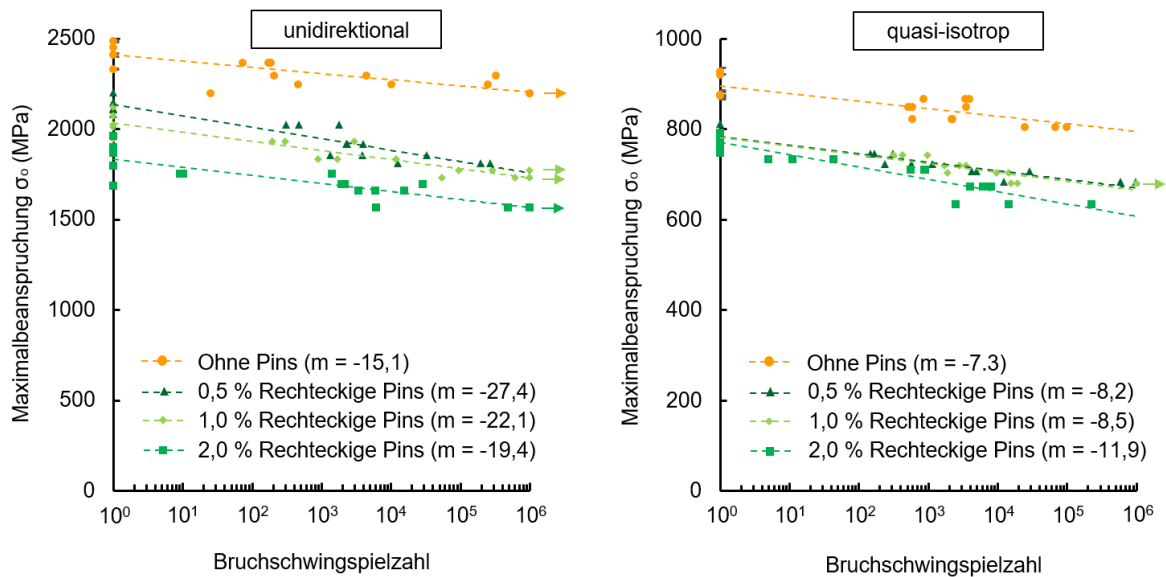 unidirektional
Maximalbeanspruchung σₒ (MPa)
2500
2000
1500
1000
500
0
Ohne Pins (m = -15,1)
0,5 % Rechteckige Pins (m = -27,4)
1,0 % Rechteckige Pins (m = -22,1)
2,0 % Rechteckige Pins (m = -19,4)
10⁰ 10¹ 10² 10³ 10⁴ 10⁵ 10⁶
Bruchschwingspielzahl
quasi-isotrop
Maximalbeanspruchung σₒ (MPa)
1000
800
600
400
200
0
Ohne Pins (m = -7.3)
0,5 % Rechteckige Pins (m = -8,2)
1,0 % Rechteckige Pins (m = -8,5)
2,0 % Rechteckige Pins (m = -11,9)
10⁰ 10¹ 10² 10³ 10⁴ 10⁵ 10⁶
Bruchschwingspielzahl